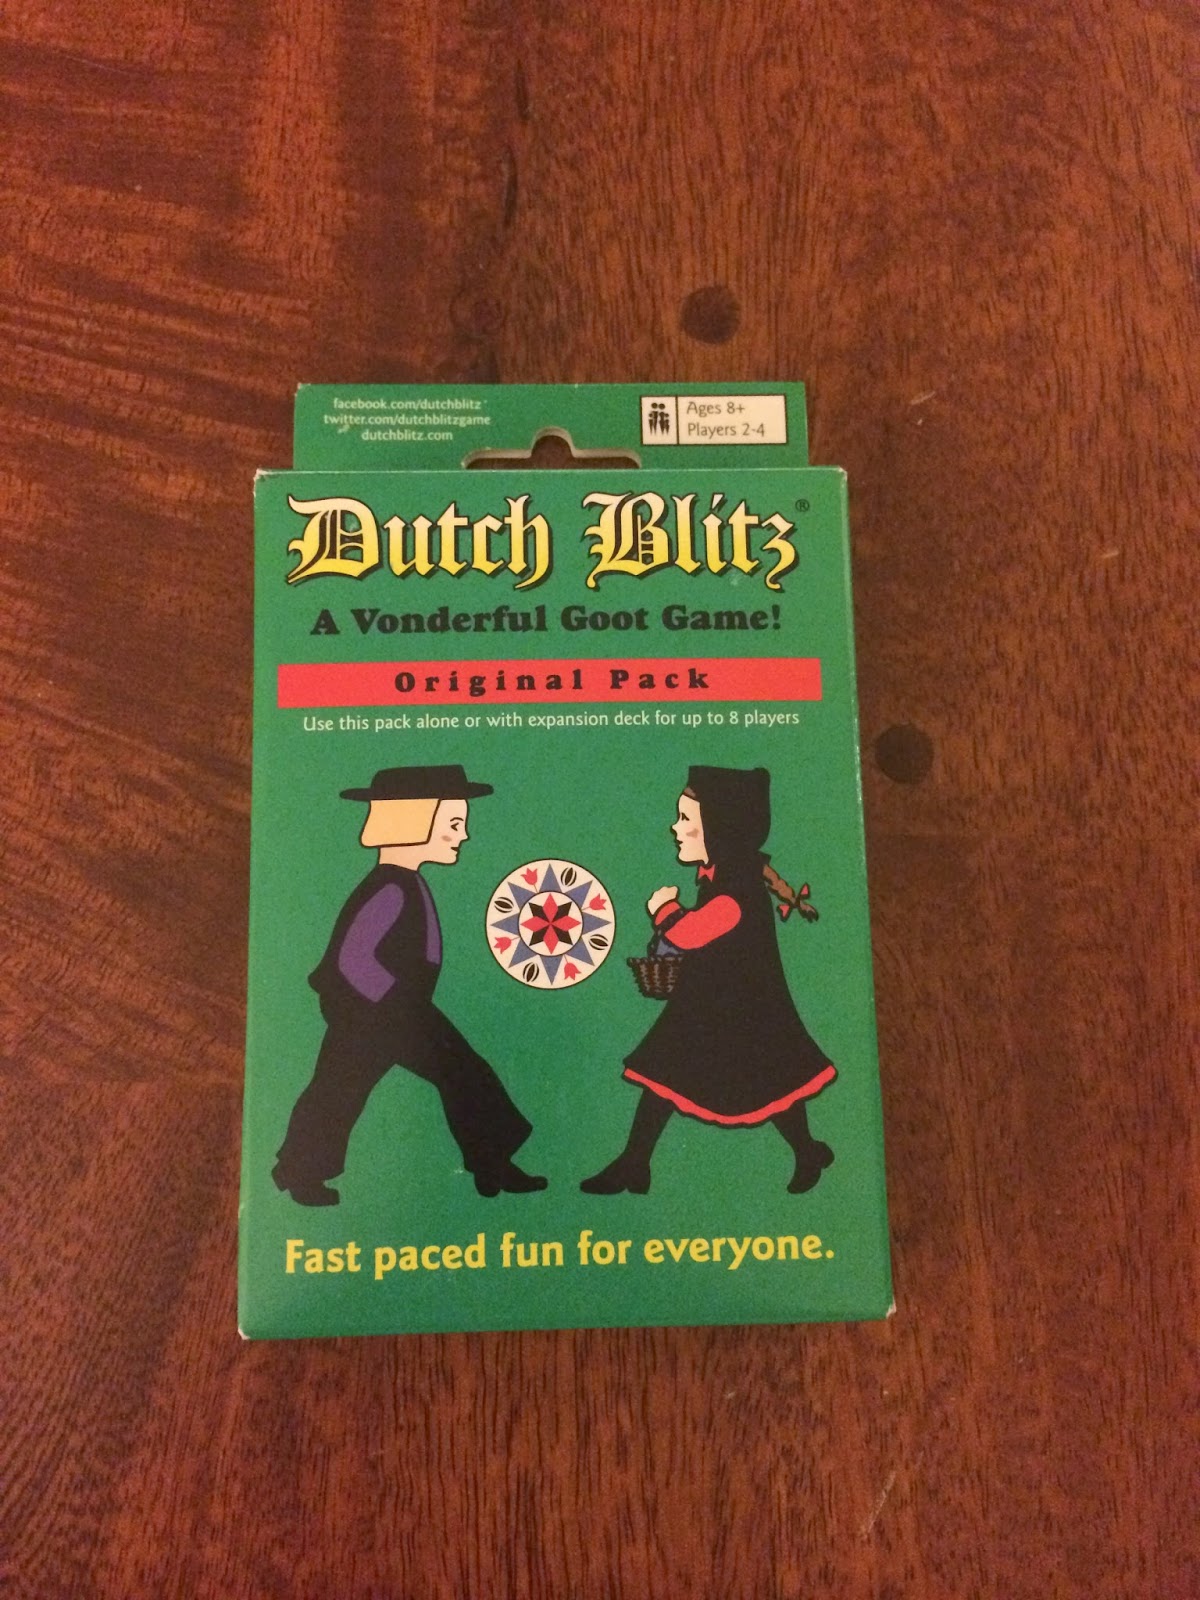 facebook.com/dutchblitz
twitter.com/dutchblitzgame
dutchblitz.com
Ages 8+
Players 2-4
Dutch Blitz®
A Vonderful Goot Game!
Original Pack
Use this pack alone or with expansion deck for up to 8 players
Fast paced fun for everyone.